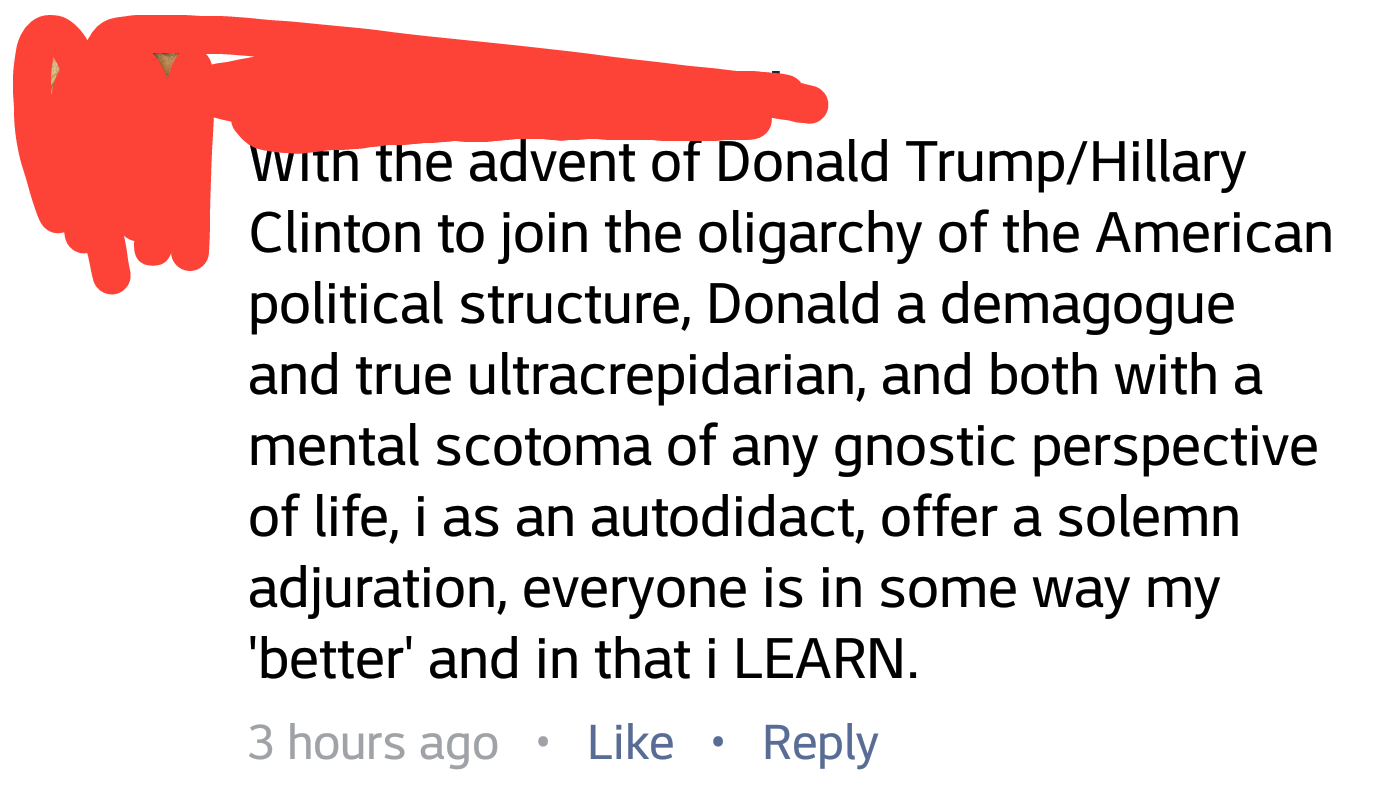 With the advent of Donald Trump/Hillary
Clinton to join the oligarchy of the American
political structure, Donald a demagogue
and true ultracrepidarian, and both with a
mental scotoma of any gnostic perspective
of life, i as an autodidact, offer a solemn
adjuration, everyone is in some way my
'better' and in that i LEARN.
3 hours ago • Like • Reply